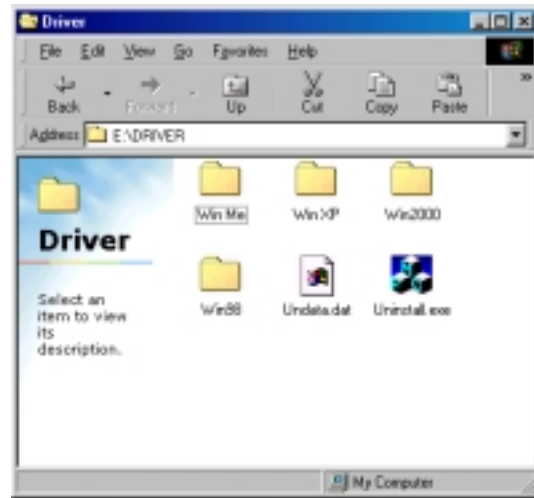 Driver
File Edit View Go Favorites Help
Back Forward Up Cut Copy Paste »
Address E:\DRIVER
Driver
Select an
item to view
its
description.
Win Me Win XP Win2000
Win98 Undata.dat Uninstall.exe
My Computer